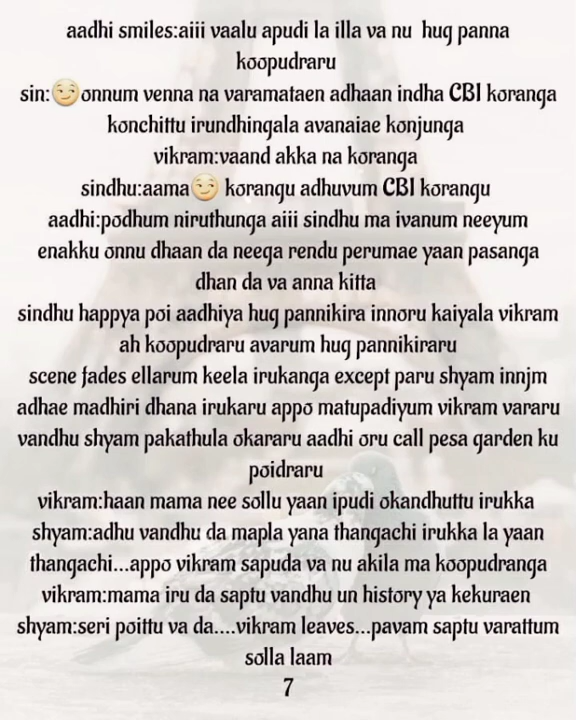 aadhi smiles:aiii vaalu apudi la illa va nu hug panna
koopudraru
sin:😏onnum venna na varamataen adhaan indha CBI koranga
konchittu irundhingala avanaiae konjunga
vikram:vaand akka na koranga
sindhu:aama😏 korangu adhuvum CBI korangu
aadhi:podhum niruthunga aiii sindhu ma ivanum neeyum
enakku onnu dhaan da neega rendu perumae yaan pasanga
dhan da va anna kitta
sindhu happya poi aadhiya hug pannikira innoru kaiyala vikram
ah koopudraru avarum hug pannikiraru
scene fades ellarum keela irukanga except paru shyam innjm
adhae madhiri dhana irukaru appo matupadiyum vikram vararu
vandhu shyam pakathula okararu aadhi oru call pesa garden ku
poidraru
vikram:haan mama nee sollu yaan ipudi okandhuttu irukka
shyam:adhu vandhu da mapla yana thangachi irukka la yaan
thangachi...appo vikram sapuda va nu akila ma koopudranga
vikram:mama iru da saptu vandhu un history ya kekuraen
shyam:seri poittu va da....vikram leaves...pavam saptu varattum
solla laam
7